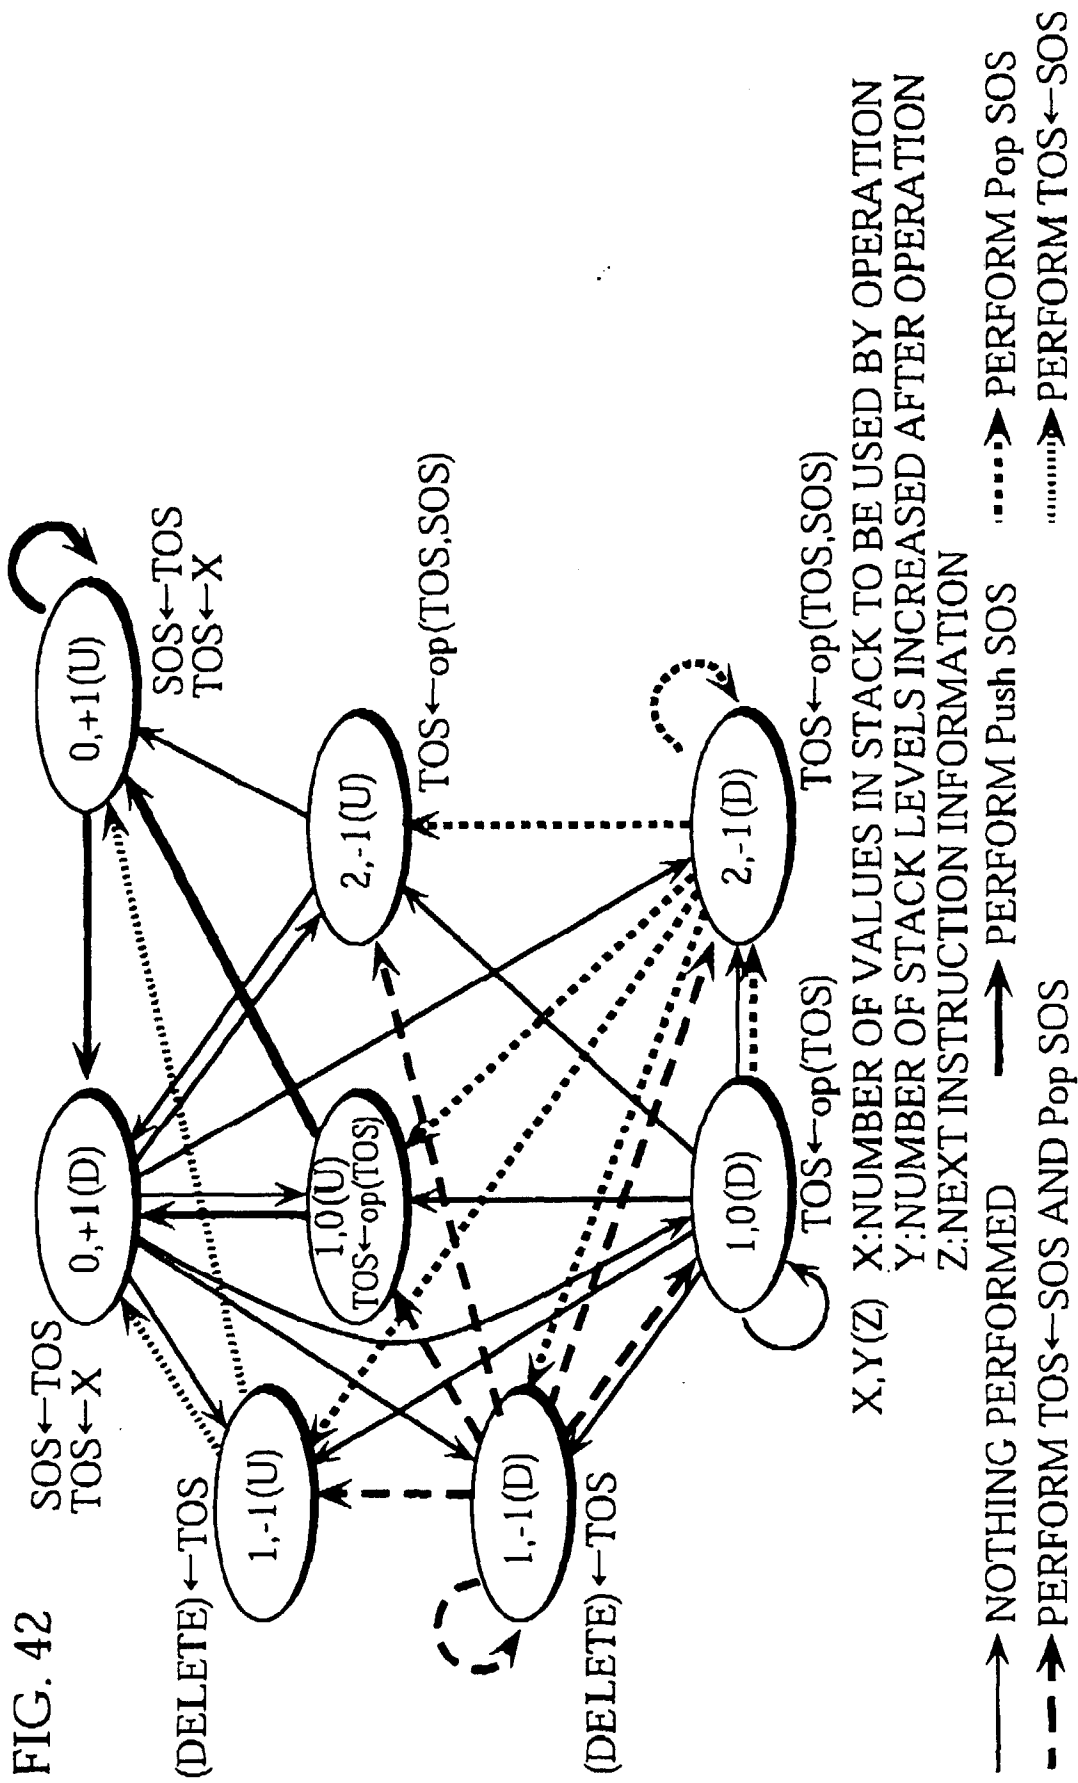 FIG. 42
SOS←TOS
TOS←X
0,+1(D)
0,+1(U)
SOS←TOS
TOS←X
(DELETE)←TOS
1,-1(U)
1,0(U)
TOS←op(TOS)
2,-1(U)
TOS←op(TOS,SOS)
1,-1(D)
(DELETE)←TOS
1,0(D)
TOS←op(TOS)
2,-1(D)
TOS←op(TOS,SOS)
X,Y(Z) X:NUMBER OF VALUES IN STACK TO BE USED BY OPERATION
Y:NUMBER OF STACK LEVELS INCREASED AFTER OPERATION
Z:NEXT INSTRUCTION INFORMATION
NOTHING PERFORMED
PERFORM Push SOS
PERFORM Pop SOS
PERFORM TOS←SOS AND Pop SOS
PERFORM TOS←SOS